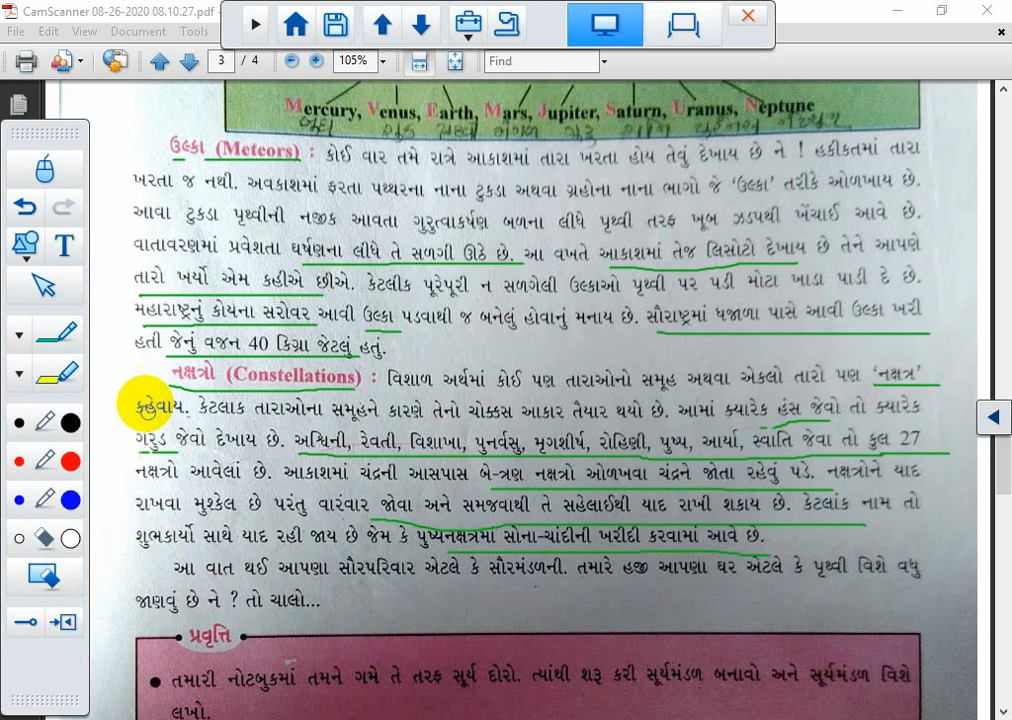 CamScanner 08-26-2020 08.10.27.pdf -
File Edit View Document Tools
3 / 4 105% Find
Mercury, Venus, Earth, Mars, Jupiter, Saturn, Uranus, Neptune
ઉલ્કા (Meteors) : કોઈ વાર તમે રાત્રે આકાશમાં તારા ખરતા હોય તેવું દેખાય છે ને ! હકીકતમાં તારા
ખરતા જ નથી. અવકાશમાં ફરતા પથ્થરના નાના ટુકડા અથવા ગ્રહોના નાના ભાગો જે ‘ઉલ્કા’ તરીકે ઓળખાય છે.
આવા ટુકડા પૃથ્વીની નજીક આવતા ગુરુત્વાકર્ષણ બળના લીધે પૃથ્વી તરફ ખૂબ ઝડપથી ખેંચાઈ આવે છે.
વાતાવરણમાં પ્રવેશતા ઘર્ષણના લીધે તે સળગી ઊઠે છે. આ વખતે આકાશમાં તેજ લિસોટો દેખાય છે તેને આપણે
તારો ખર્યો એમ કહીએ છીએ. કેટલીક પૂરેપૂરી ન સળગેલી ઉલ્કાઓ પૃથ્વી પર પડી મોટા ખાડા પાડી દે છે.
મહારાષ્ટ્રનું કોયના સરોવર આવી ઉલ્કા પડવાથી જ બનેલું હોવાનું મનાય છે. સૌરાષ્ટ્રમાં ધજાળા પાસે આવી ઉલ્કા ખરી
હતી જેનું વજન 40 કિગ્રા જેટલું હતું.
નક્ષત્રો (Constellations) : વિશાળ અર્થમાં કોઈ પણ તારાઓનો સમૂહ અથવા એકલો તારો પણ ‘નક્ષત્ર’
કહેવાય. કેટલાક તારાઓના સમૂહને કારણે તેનો ચોક્કસ આકાર તૈયાર થયો છે. આમાં ક્યારેક હંસ જેવો તો ક્યારેક
ગરુડ જેવો દેખાય છે. અશ્વિની, રેવતી, વિશાખા, પુનર્વસુ, મૃગશીર્ષ, રોહિણી, પુષ્પ, આર્યા, સ્વાતિ જેવા તો કુલ 27
નક્ષત્રો આવેલાં છે. આકાશમાં ચંદ્રની આસપાસ બે-ત્રણ નક્ષત્રો ઓળખવા ચંદ્રને જોતા રહેવું પડે. નક્ષત્રોને યાદ
રાખવા મુશ્કેલ છે પરંતુ વારંવાર જોવા અને સમજવાથી તે સહેલાઈથી યાદ રાખી શકાય છે. કેટલાંક નામ તો
શુભકાર્યો સાથે યાદ રહી જાય છે જેમ કે પુષ્યનક્ષત્રમાં સોના-ચાંદીની ખરીદી કરવામાં આવે છે.
આ વાત થઈ આપણા સૌરપરિવાર એટલે કે સૌરમંડળની. તમારે હજી આપણા ઘર એટલે કે પૃથ્વી વિશે વધુ
જાણવું છે ને ? તો ચાલો...
પ્રવૃત્તિ
● તમારી નોટબુકમાં તમને ગમે તે તરફ સૂર્ય દોરો. ત્યાંથી શરૂ કરી સૂર્યમંડળ બનાવો અને સૂર્યમંડળ વિશે
લખો.